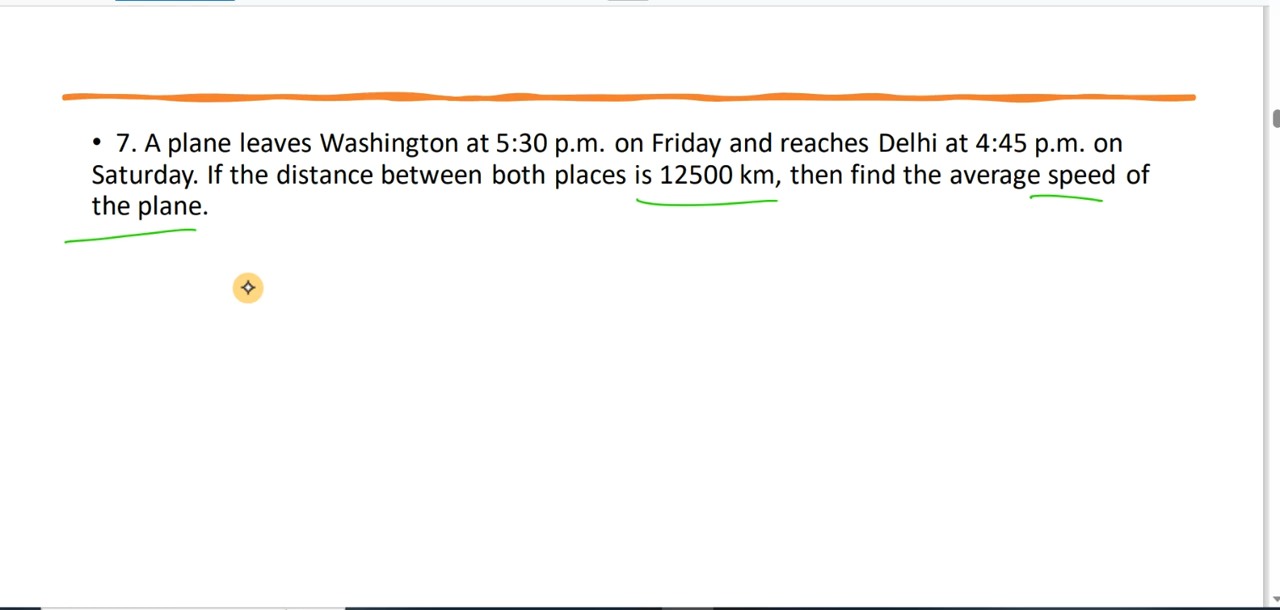 • 7. A plane leaves Washington at 5:30 p.m. on Friday and reaches Delhi at 4:45 p.m. on
Saturday. If the distance between both places is 12500 km, then find the average speed of
the plane.